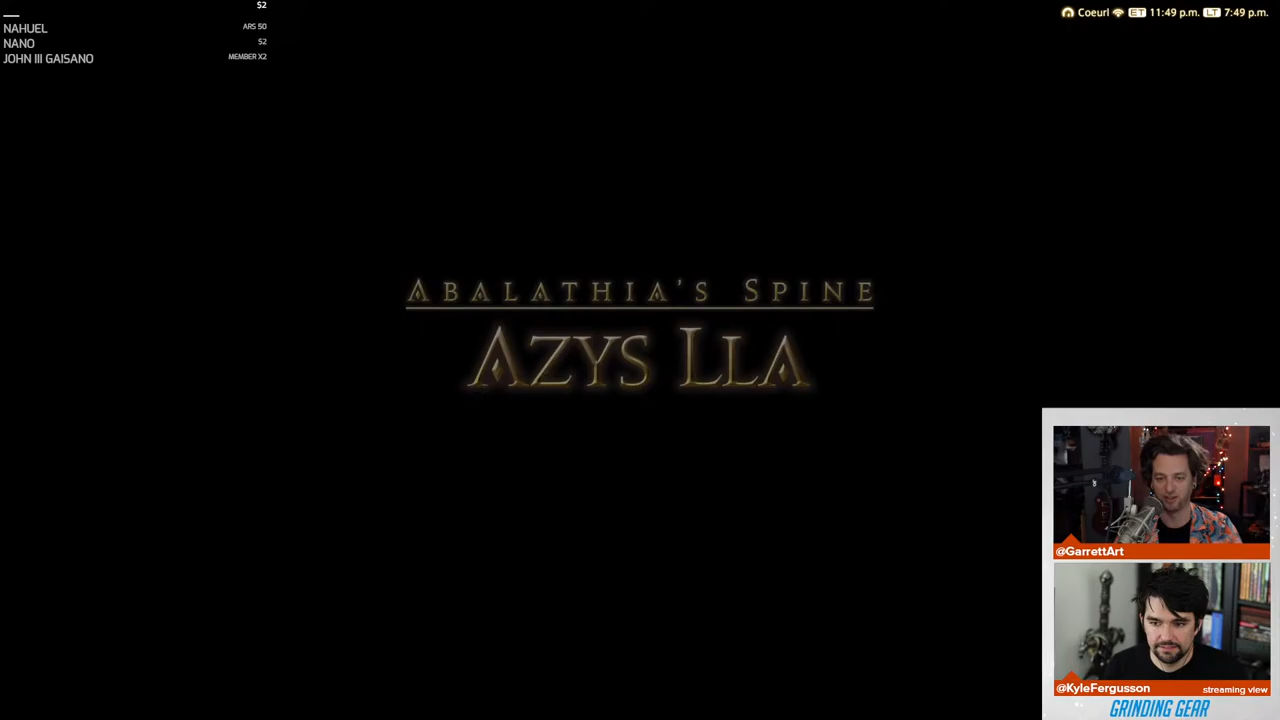 $2
NAHUEL ARS 50
NANO $2
JOHN III GAISANO MEMBER X2
Coeurl ET 11:49 p.m. LT 7:49 p.m.
ABALATHIA'S SPINE
AZYS LLA
@GarrettArt
@KyleFergusson streaming view
GRINDING GEAR